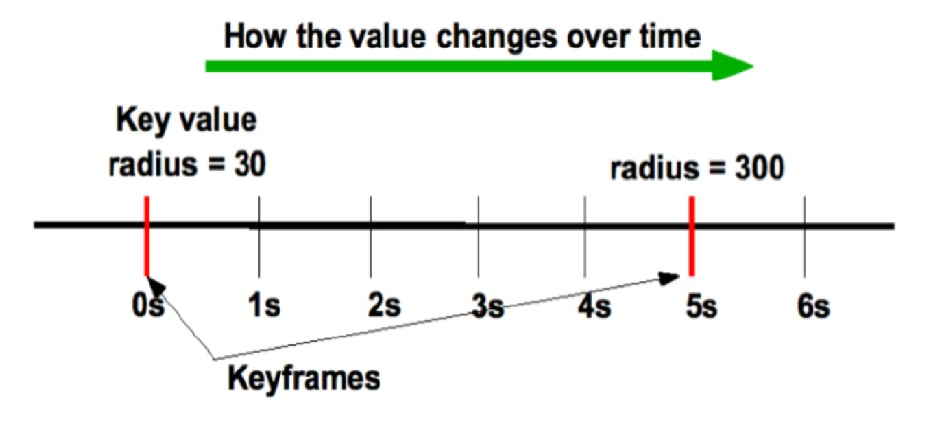 How the value changes over time
Key value
radius = 30
radius = 300
0s 1s 2s 3s 4s 5s 6s
Keyframes